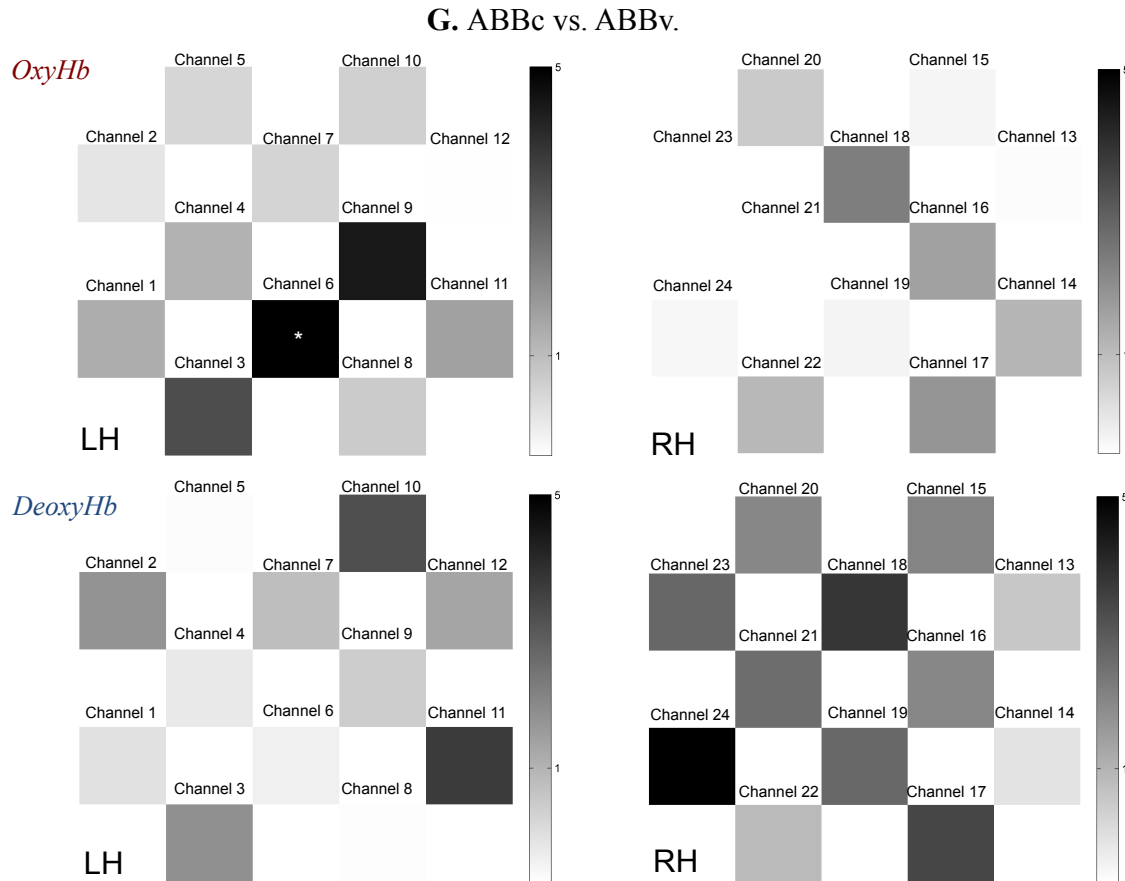 G. ABBc vs. ABBv.
OxyHb
Channel 5
Channel 10
5
Channel 2
Channel 7
Channel 12
Channel 4
Channel 9
Channel 1
Channel 6
Channel 11
*
Channel 3
Channel 8
1
LH
Channel 20
Channel 15
5
Channel 23
Channel 18
Channel 13
Channel 21
Channel 16
Channel 24
Channel 19
Channel 14
Channel 22
Channel 17
1
RH
DeoxyHb
Channel 5
Channel 10
5
Channel 2
Channel 7
Channel 12
Channel 4
Channel 9
Channel 1
Channel 6
Channel 11
1
Channel 3
Channel 8
LH
Channel 20
Channel 15
5
Channel 23
Channel 18
Channel 13
Channel 21
Channel 16
Channel 24
Channel 19
Channel 14
1
Channel 22
Channel 17
RH